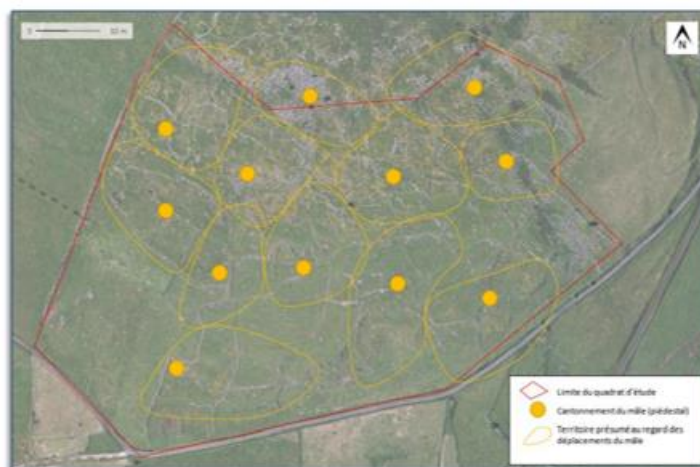 N
Limite du quadrat d'étude
Cantonnement du mâle (piédestal)
Territoire présumé au regard des
déplacements du mâle